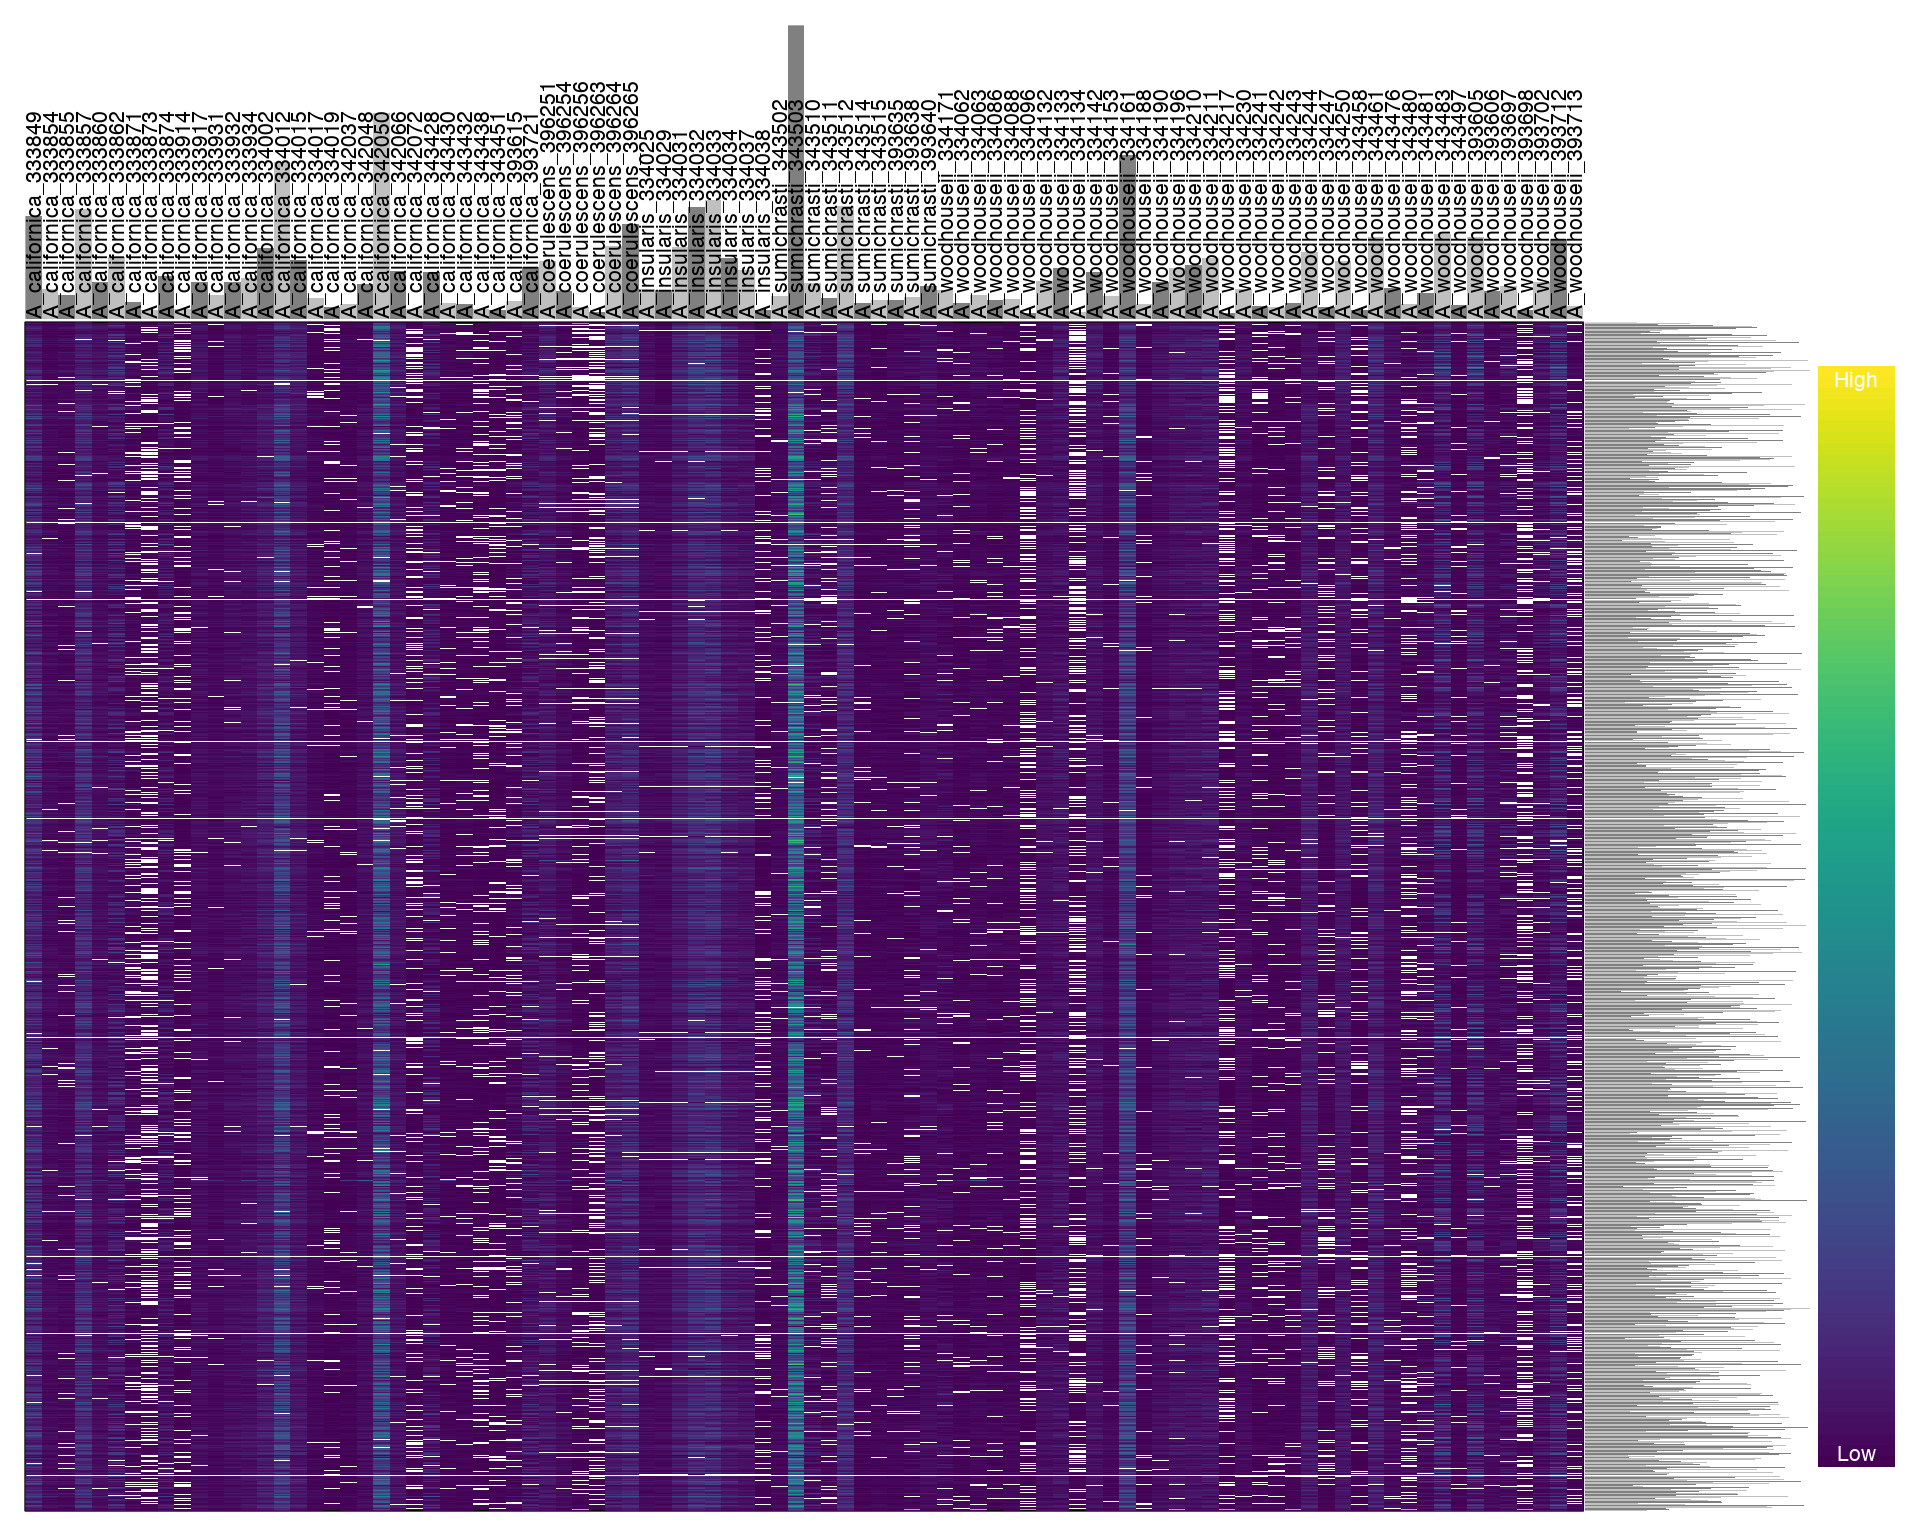 A_californica_333849
A_californica_333854
A_californica_333855
A_californica_333857
A_californica_333860
A_californica_333862
A_californica_333871
A_californica_333873
A_californica_333874
A_californica_333914
A_californica_333917
A_californica_333931
A_californica_333932
A_californica_333934
A_californica_334002
A_californica_334012
A_californica_334015
A_californica_334017
A_californica_334019
A_californica_342037
A_californica_342048
A_californica_342050
A_californica_342066
A_californica_342072
A_californica_343428
A_californica_343430
A_californica_343432
A_californica_343438
A_californica_343451
A_californica_393615
A_californica_393721
A_coerulescens_396251
A_coerulescens_396254
A_coerulescens_396256
A_coerulescens_396263
A_coerulescens_396264
A_coerulescens_396265
A_insularis_334025
A_insularis_334029
A_insularis_334031
A_insularis_334032
A_insularis_334033
A_insularis_334034
A_insularis_334037
A_insularis_334038
A_sumichrasti_343502
A_sumichrasti_343503
A_sumichrasti_343510
A_sumichrasti_343511
A_sumichrasti_343512
A_sumichrasti_343514
A_sumichrasti_343515
A_sumichrasti_393635
A_sumichrasti_393638
A_sumichrasti_393640
A_woodhouseii_334171
A_woodhouseii_334062
A_woodhouseii_334063
A_woodhouseii_334086
A_woodhouseii_334088
A_woodhouseii_334096
A_woodhouseii_334132
A_woodhouseii_334133
A_woodhouseii_334134
A_woodhouseii_334142
A_woodhouseii_334153
A_woodhouseii_334161
A_woodhouseii_334188
A_woodhouseii_334190
A_woodhouseii_334196
A_woodhouseii_334210
A_woodhouseii_334211
A_woodhouseii_334217
A_woodhouseii_334230
A_woodhouseii_334241
A_woodhouseii_334242
A_woodhouseii_334243
A_woodhouseii_334244
A_woodhouseii_334247
A_woodhouseii_334250
A_woodhouseii_343458
A_woodhouseii_343461
A_woodhouseii_343476
A_woodhouseii_343480
A_woodhouseii_343481
A_woodhouseii_343483
A_woodhouseii_343497
A_woodhouseii_393605
A_woodhouseii_393606
A_woodhouseii_393697
A_woodhouseii_393698
A_woodhouseii_393702
A_woodhouseii_393712
A_woodhouseii_393713
High
Low